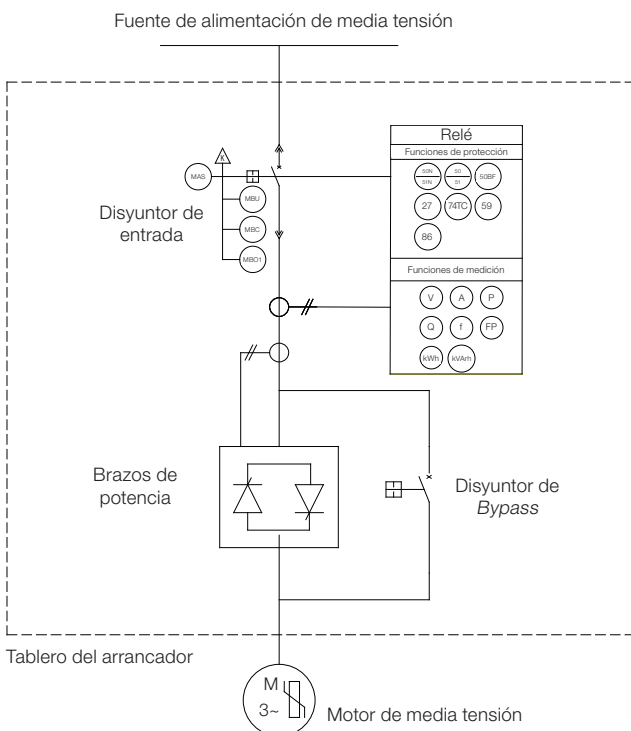 Fuente de alimentación de media tensión
Relé
Funciones de protección
50N
51N
50
51
50BF
K
MAS
27
74TC
59
MBU
Disyuntor de
entrada
MBC
86
MBO1
Funciones de medición
V
A
P
Q
f
FP
kWh
kVArh
Brazos de
potencia
Disyuntor de
Bypass
Tablero del arrancador
M
3~
Motor de media tensión